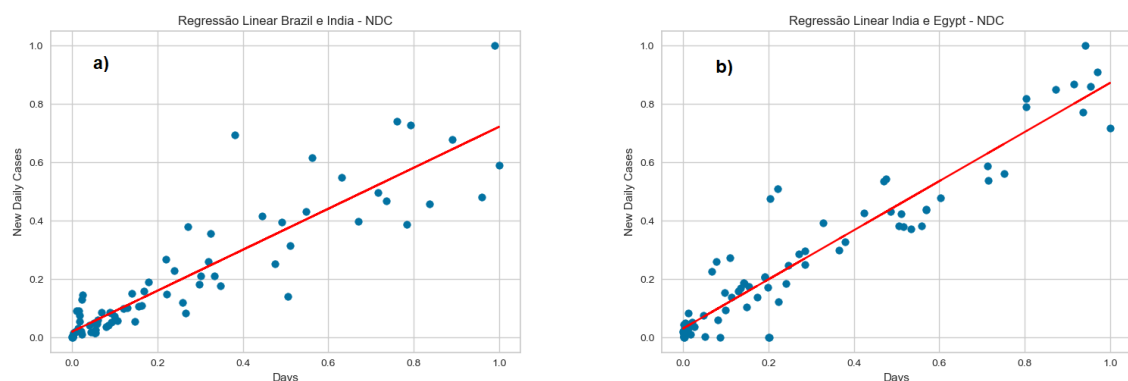 Regressão Linear Brazil e India - NDC
a)
New Daily Cases
1.0
0.8
0.6
0.4
0.2
0.0
0.0 0.2 0.4 0.6 0.8 1.0
Days
Regressão Linear India e Egypt - NDC
b)
New Daily Cases
1.0
0.8
0.6
0.4
0.2
0.0
0.0 0.2 0.4 0.6 0.8 1.0
Days